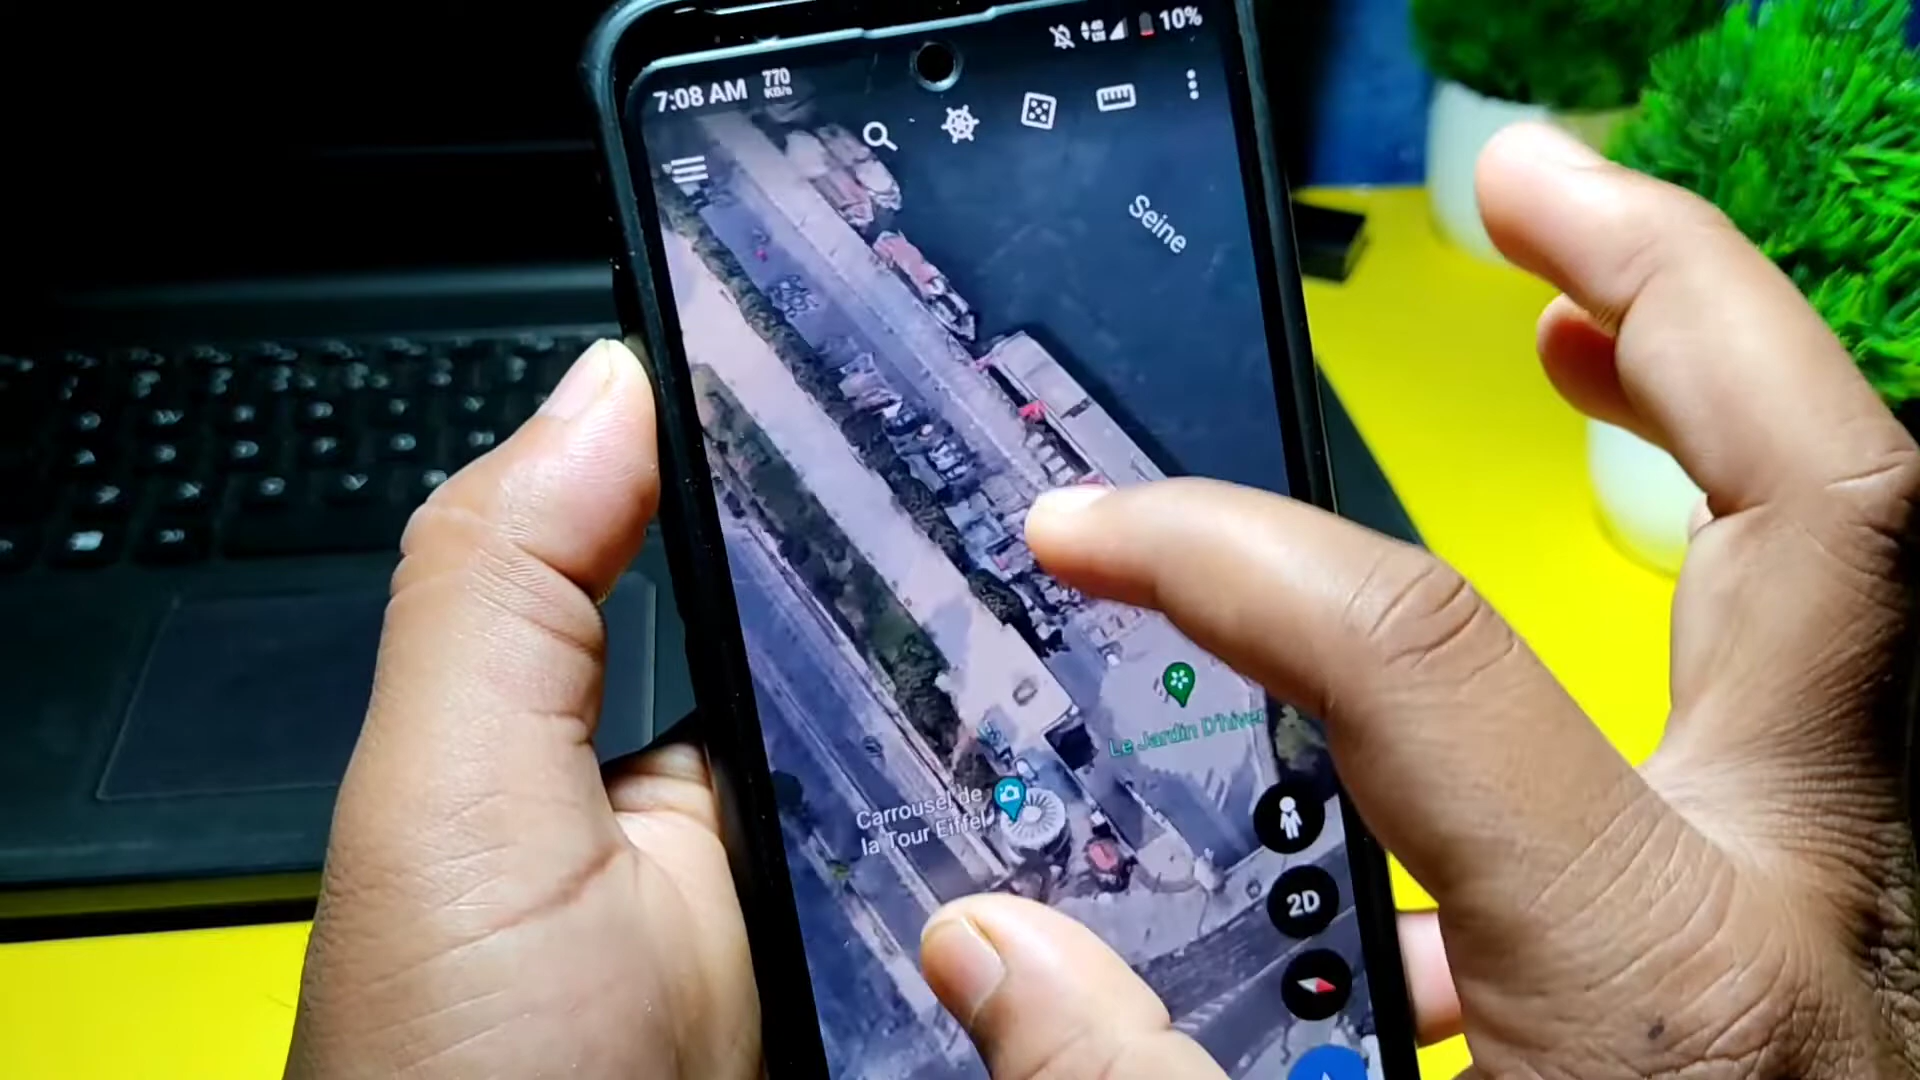 7:08 AM
770
KB/s
10%
Seine
Le Jardin D'hiver
Carrousel de
la Tour Eiffel
2D